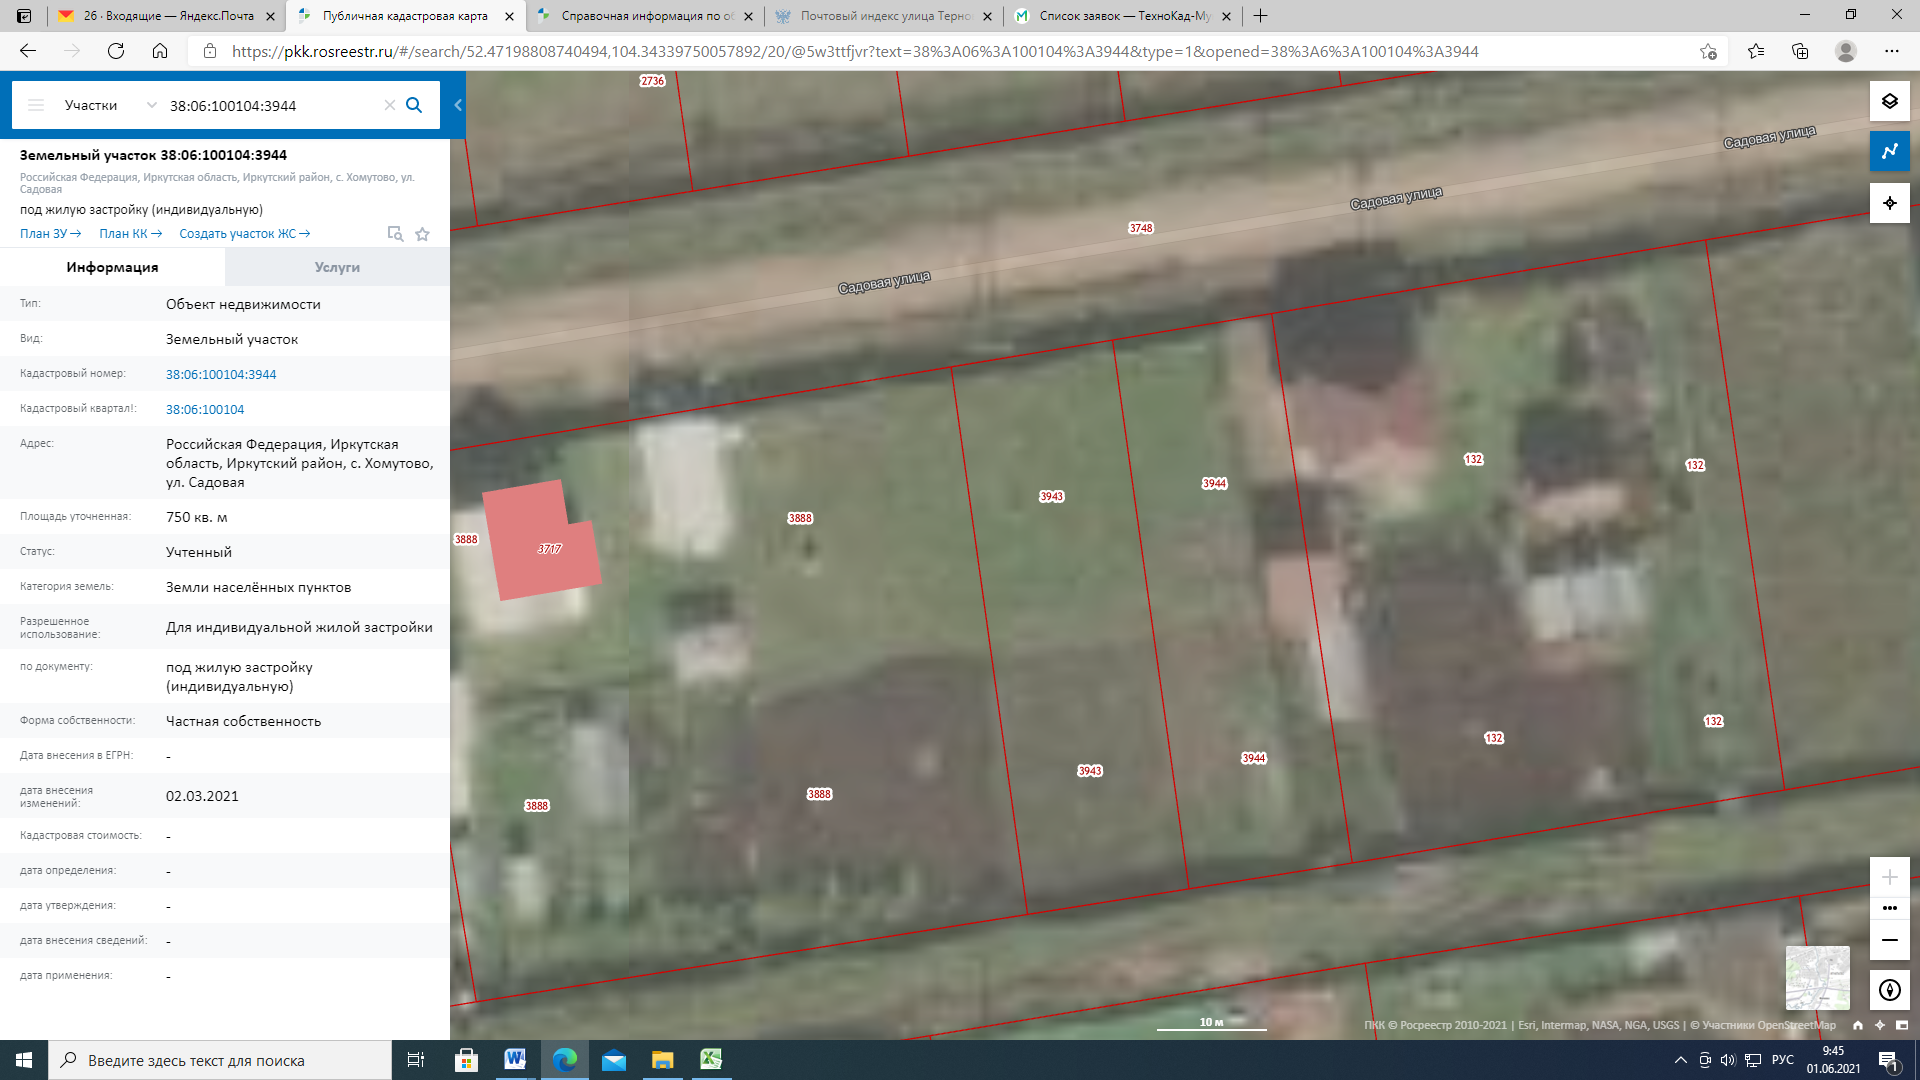 26 · Входящие — Яндекс.Почта
Публичная кадастровая карта
Справочная информация по об
Почтовый индекс улица Терно
Список заявок — ТехноКад-Му
https://pkk.rosreestr.ru/#/search/52.47198808740494,104.34339750057892/20/@5w3ttfjvr?text=38%3A06%3A100104%3A3944&type=1&opened=38%3A6%3A100104%3A3944
Участки
38:06:100104:3944
Земельный участок 38:06:100104:3944
Российская Федерация, Иркутская область, Иркутский район, с. Хомутово, ул.
Садовая
под жилую застройку (индивидуальную)
План ЗУ → План КК → Создать участок ЖС →
Информация
Услуги
Тип: Объект недвижимости
Вид: Земельный участок
Кадастровый номер: 38:06:100104:3944
Кадастровый квартал!: 38:06:100104
Адрес: Российская Федерация, Иркутская
область, Иркутский район, с. Хомутово,
ул. Садовая
Площадь уточненная: 750 кв. м
Статус: Учтенный
Категория земель: Земли населённых пунктов
Разрешенное
использование: Для индивидуальной жилой застройки
по документу: под жилую застройку
(индивидуальную)
Форма собственности: Частная собственность
Дата внесения в ЕГРН: -
дата внесения
изменений: 02.03.2021
Кадастровая стоимость: -
дата определения: -
дата утверждения: -
дата внесения сведений: -
дата применения: -
2736
Садовая улица
Садовая улица
3748
Садовая улица
132
132
3944
3943
3888
3888
3717
132
132
3944
3943
3888
3888
10 м
ПКК © Росреестр 2010-2021 | Esri, Intermap, NASA, NGA, USGS | © Участники OpenStreetMap
Введите здесь текст для поиска
РУС
9:45
01.06.2021
1